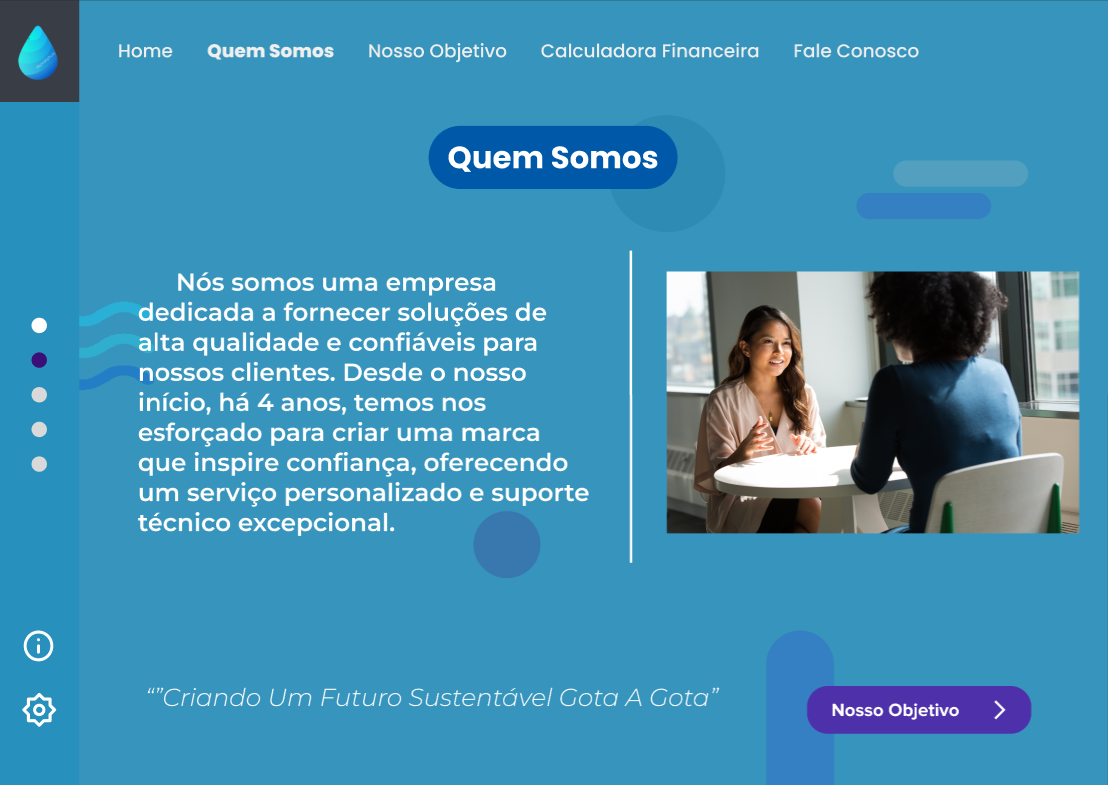 Home Quem Somos Nosso Objetivo Calculadora Financeira Fale Conosco
Quem Somos
Nós somos uma empresa
dedicada a fornecer soluções de
alta qualidade e confiáveis para
nossos clientes. Desde o nosso
início, há 4 anos, temos nos
esforçado para criar uma marca
que inspire confiança, oferecendo
um serviço personalizado e suporte
técnico excepcional.
“”Criando Um Futuro Sustentável Gota A Gota”
Nosso Objetivo